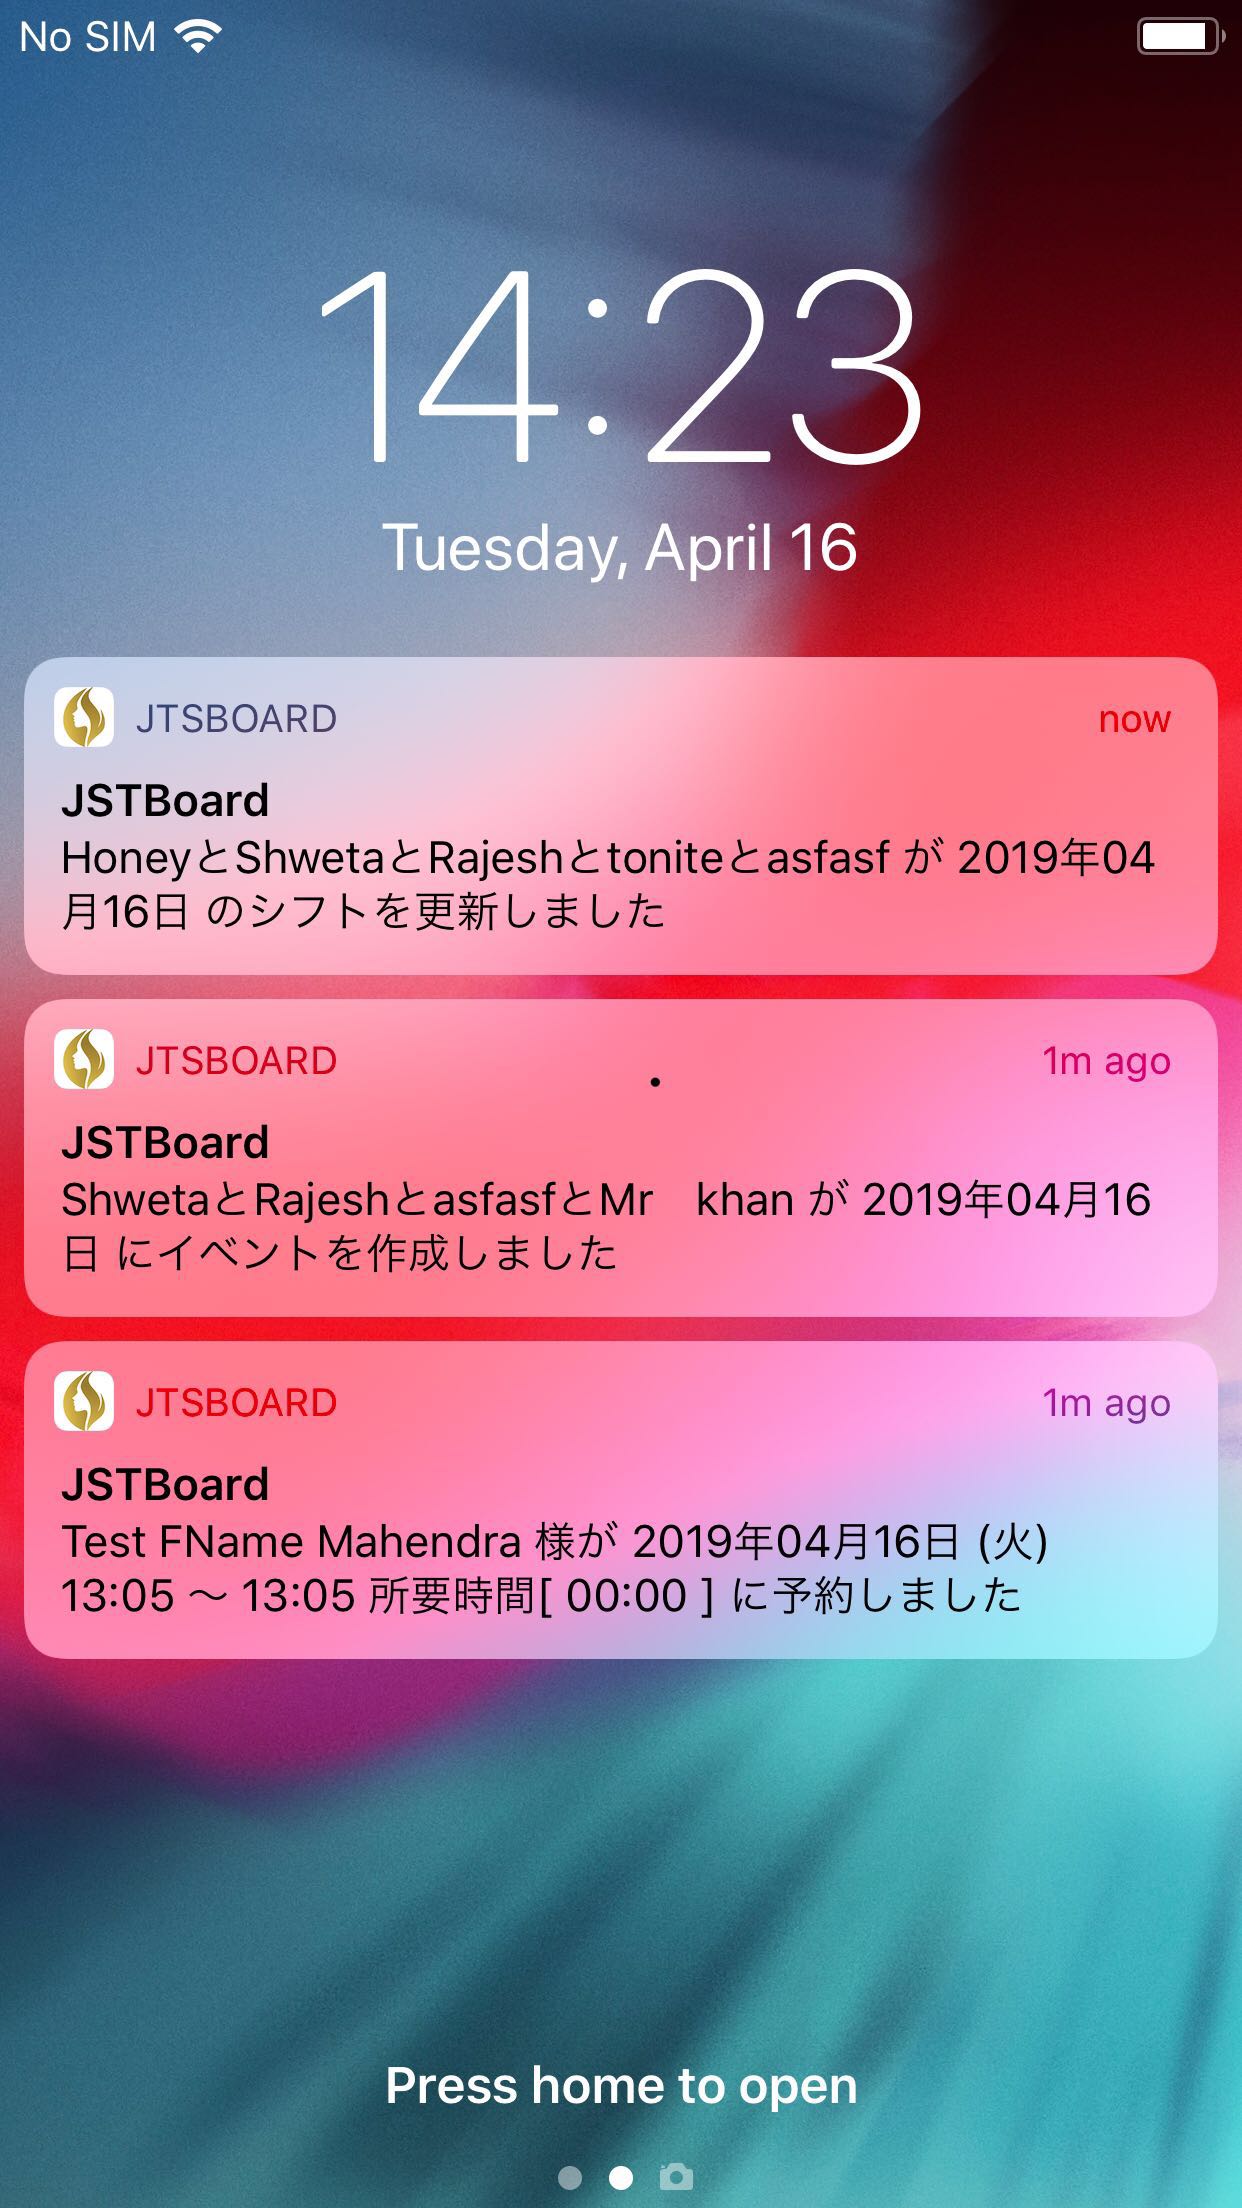 No SIM
14:23
Tuesday, April 16
JTSBOARD now
JSTBoard
HoneyとShwetaとRajeshとtoniteとasfasf が 2019年04
月16日 のシフトを更新しました
JTSBOARD 1m ago
JSTBoard
ShwetaとRajeshとasfasfとMr　khan が 2019年04月16
日 にイベントを作成しました
JTSBOARD 1m ago
JSTBoard
Test FName Mahendra 様が 2019年04月16日 (火)
13:05 〜 13:05 所要時間[ 00:00 ] に予約しました
Press home to open